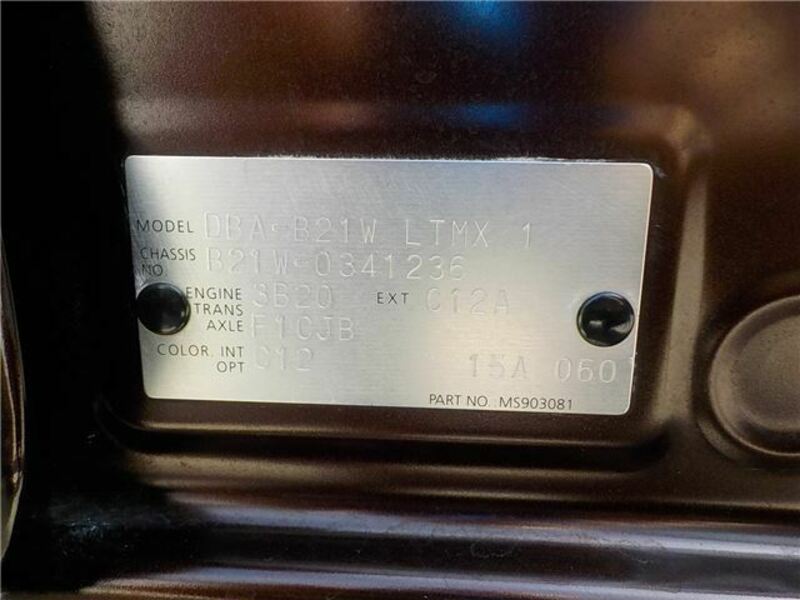 MODEL DBA-B21W LTMX 1
CHASSIS NO. B21W-0341236
ENGINE 3B20 EXT C12A
TRANS AXLE F1CJB
COLOR. INT OPT C12 15A 0601
PART NO. MS903081